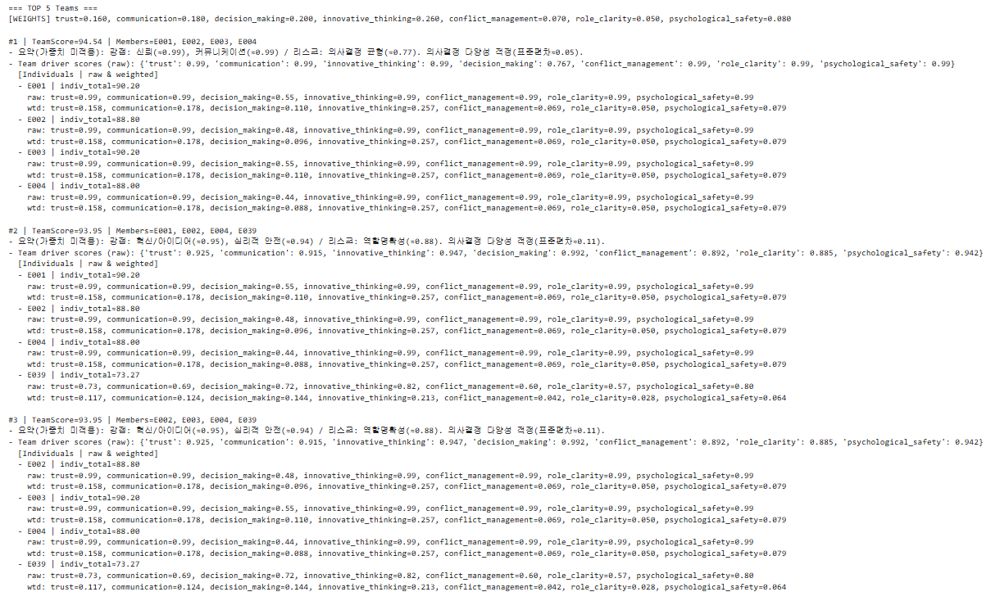 === TOP 5 Teams ===
[WEIGHTS] trust=0.160, communication=0.180, decision_making=0.200, innovative_thinking=0.260, conflict_management=0.070, role_clarity=0.050, psychological_safety=0.080
#1 | TeamScore=94.54 | Members=E001, E002, E003, E004
- 요약(가중치 미적용): 강점: 신뢰(≈0.99), 커뮤니케이션(≈0.99) / 리스크: 의사결정 균형(≈0.77). 의사결정 다양성 적정(표준편차≈0.05).
- Team driver scores (raw): {'trust': 0.99, 'communication': 0.99, 'innovative_thinking': 0.99, 'decision_making': 0.767, 'conflict_management': 0.99, 'role_clarity': 0.99, 'psychological_safety': 0.99}
[Individuals | raw & weighted]
- E001 | indiv_total=90.20
raw: trust=0.99, communication=0.99, decision_making=0.55, innovative_thinking=0.99, conflict_management=0.99, role_clarity=0.99, psychological_safety=0.99
wtd: trust=0.158, communication=0.178, decision_making=0.110, innovative_thinking=0.257, conflict_management=0.069, role_clarity=0.050, psychological_safety=0.079
- E002 | indiv_total=88.80
raw: trust=0.99, communication=0.99, decision_making=0.48, innovative_thinking=0.99, conflict_management=0.99, role_clarity=0.99, psychological_safety=0.99
wtd: trust=0.158, communication=0.178, decision_making=0.096, innovative_thinking=0.257, conflict_management=0.069, role_clarity=0.050, psychological_safety=0.079
- E003 | indiv_total=90.20
raw: trust=0.99, communication=0.99, decision_making=0.55, innovative_thinking=0.99, conflict_management=0.99, role_clarity=0.99, psychological_safety=0.99
wtd: trust=0.158, communication=0.178, decision_making=0.110, innovative_thinking=0.257, conflict_management=0.069, role_clarity=0.050, psychological_safety=0.079
- E004 | indiv_total=88.00
raw: trust=0.99, communication=0.99, decision_making=0.44, innovative_thinking=0.99, conflict_management=0.99, role_clarity=0.99, psychological_safety=0.99
wtd: trust=0.158, communication=0.178, decision_making=0.088, innovative_thinking=0.257, conflict_management=0.069, role_clarity=0.050, psychological_safety=0.079
#2 | TeamScore=93.95 | Members=E001, E002, E004, E039
- 요약(가중치 미적용): 강점: 혁신/아이디어(≈0.95), 심리적 안전(≈0.94) / 리스크: 역할명확성(≈0.88). 의사결정 다양성 적정(표준편차≈0.11).
- Team driver scores (raw): {'trust': 0.925, 'communication': 0.915, 'innovative_thinking': 0.947, 'decision_making': 0.992, 'conflict_management': 0.892, 'role_clarity': 0.885, 'psychological_safety': 0.942}
[Individuals | raw & weighted]
- E001 | indiv_total=90.20
raw: trust=0.99, communication=0.99, decision_making=0.55, innovative_thinking=0.99, conflict_management=0.99, role_clarity=0.99, psychological_safety=0.99
wtd: trust=0.158, communication=0.178, decision_making=0.110, innovative_thinking=0.257, conflict_management=0.069, role_clarity=0.050, psychological_safety=0.079
- E002 | indiv_total=88.80
raw: trust=0.99, communication=0.99, decision_making=0.48, innovative_thinking=0.99, conflict_management=0.99, role_clarity=0.99, psychological_safety=0.99
wtd: trust=0.158, communication=0.178, decision_making=0.096, innovative_thinking=0.257, conflict_management=0.069, role_clarity=0.050, psychological_safety=0.079
- E004 | indiv_total=88.00
raw: trust=0.99, communication=0.99, decision_making=0.44, innovative_thinking=0.99, conflict_management=0.99, role_clarity=0.99, psychological_safety=0.99
wtd: trust=0.158, communication=0.178, decision_making=0.088, innovative_thinking=0.257, conflict_management=0.069, role_clarity=0.050, psychological_safety=0.079
- E039 | indiv_total=73.27
raw: trust=0.73, communication=0.69, decision_making=0.72, innovative_thinking=0.82, conflict_management=0.60, role_clarity=0.57, psychological_safety=0.80
wtd: trust=0.117, communication=0.124, decision_making=0.144, innovative_thinking=0.213, conflict_management=0.042, role_clarity=0.028, psychological_safety=0.064
#3 | TeamScore=93.95 | Members=E002, E003, E004, E039
- 요약(가중치 미적용): 강점: 혁신/아이디어(≈0.95), 심리적 안전(≈0.94) / 리스크: 역할명확성(≈0.88). 의사결정 다양성 적정(표준편차≈0.11).
- Team driver scores (raw): {'trust': 0.925, 'communication': 0.915, 'innovative_thinking': 0.947, 'decision_making': 0.992, 'conflict_management': 0.892, 'role_clarity': 0.885, 'psychological_safety': 0.942}
[Individuals | raw & weighted]
- E002 | indiv_total=88.80
raw: trust=0.99, communication=0.99, decision_making=0.48, innovative_thinking=0.99, conflict_management=0.99, role_clarity=0.99, psychological_safety=0.99
wtd: trust=0.158, communication=0.178, decision_making=0.096, innovative_thinking=0.257, conflict_management=0.069, role_clarity=0.050, psychological_safety=0.079
- E003 | indiv_total=90.20
raw: trust=0.99, communication=0.99, decision_making=0.55, innovative_thinking=0.99, conflict_management=0.99, role_clarity=0.99, psychological_safety=0.99
wtd: trust=0.158, communication=0.178, decision_making=0.110, innovative_thinking=0.257, conflict_management=0.069, role_clarity=0.050, psychological_safety=0.079
- E004 | indiv_total=88.00
raw: trust=0.99, communication=0.99, decision_making=0.44, innovative_thinking=0.99, conflict_management=0.99, role_clarity=0.99, psychological_safety=0.99
wtd: trust=0.158, communication=0.178, decision_making=0.088, innovative_thinking=0.257, conflict_management=0.069, role_clarity=0.050, psychological_safety=0.079
- E039 | indiv_total=73.27
raw: trust=0.73, communication=0.69, decision_making=0.72, innovative_thinking=0.82, conflict_management=0.60, role_clarity=0.57, psychological_safety=0.80
wtd: trust=0.117, communication=0.124, decision_making=0.144, innovative_thinking=0.213, conflict_management=0.042, role_clarity=0.028, psychological_safety=0.064